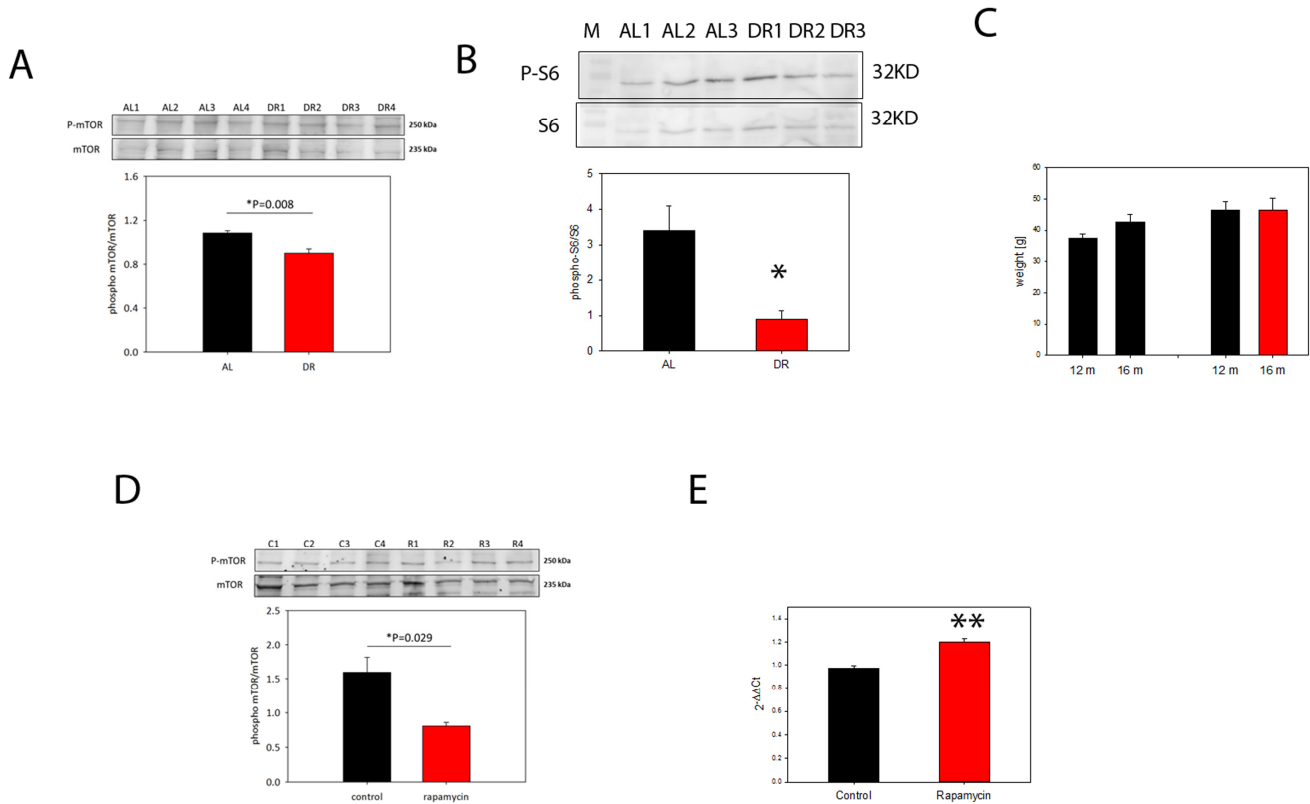 A
AL1 AL2 AL3 AL4 DR1 DR2 DR3 DR4
P-mTOR 250 kDa
mTOR 235 kDa
phospho mTOR/mTOR
1.6
1.2
0.8
0.4
0.0
*P=0.008
AL DR
B
M AL1 AL2 AL3 DR1 DR2 DR3
P-S6 32KD
S6 32KD
phospho-S6/S6
5
4
3
2
1
0
*
AL DR
C
weight [g]
60
50
40
30
20
10
0
12 m 16 m 12 m 16 m
D
C1 C2 C3 C4 R1 R2 R3 R4
P-mTOR 250 kDa
mTOR 235 kDa
phospho mTOR/mTOR
2.5
2.0
1.5
1.0
0.5
0.0
*P=0.029
control rapamycin
E
2-ΔΔCt
1.4
1.2
1.0
0.8
0.6
0.4
0.2
0.0
**
Control Rapamycin